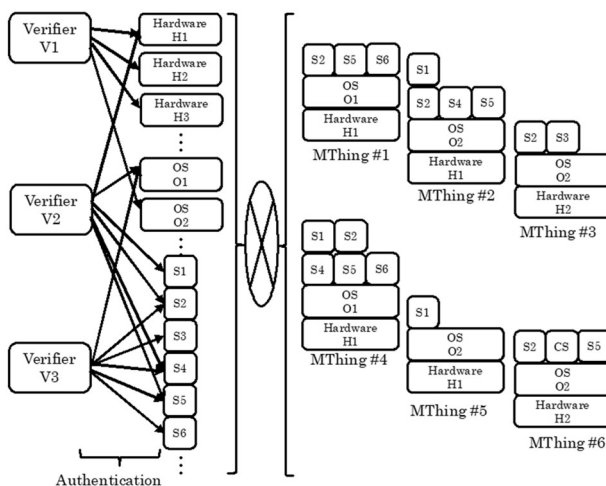 Verifier
V1
Verifier
V2
Verifier
V3
Authentication
Hardware
H1
Hardware
H2
Hardware
H3
OS
O1
OS
O2
S1
S2
S3
S4
S5
S6
S2 S5 S6
OS
O1
Hardware
H1
MThing #1
S1
S2 S4 S5
OS
O2
Hardware
H1
MThing #2
S2 S3
OS
O2
Hardware
H2
MThing #3
S1 S2
S4 S5 S6
OS
O1
Hardware
H1
MThing #4
S1
OS
O2
Hardware
H1
MThing #5
S2 CS S5
OS
O2
Hardware
H2
MThing #6